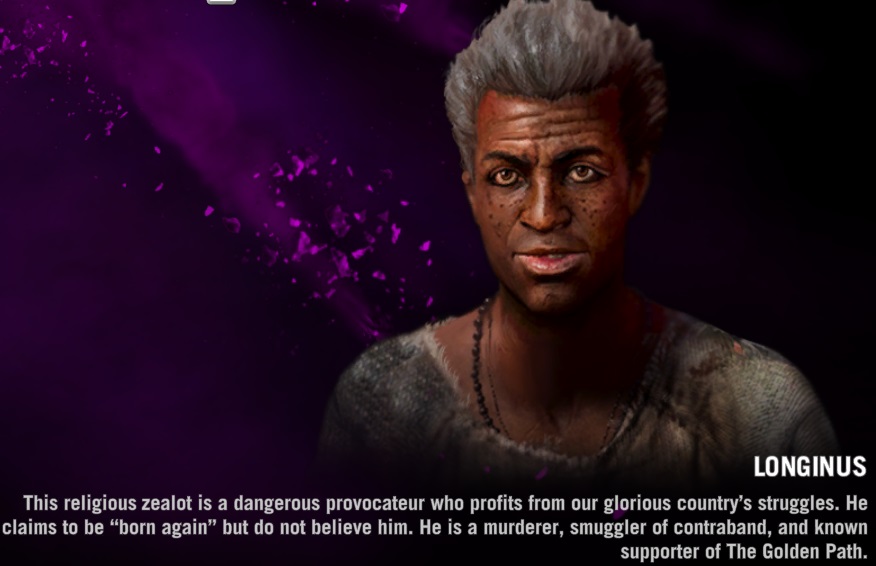 LONGINUS
This religious zealot is a dangerous provocateur who profits from our glorious country's struggles. He
claims to be “born again” but do not believe him. He is a murderer, smuggler of contraband, and known
supporter of The Golden Path.